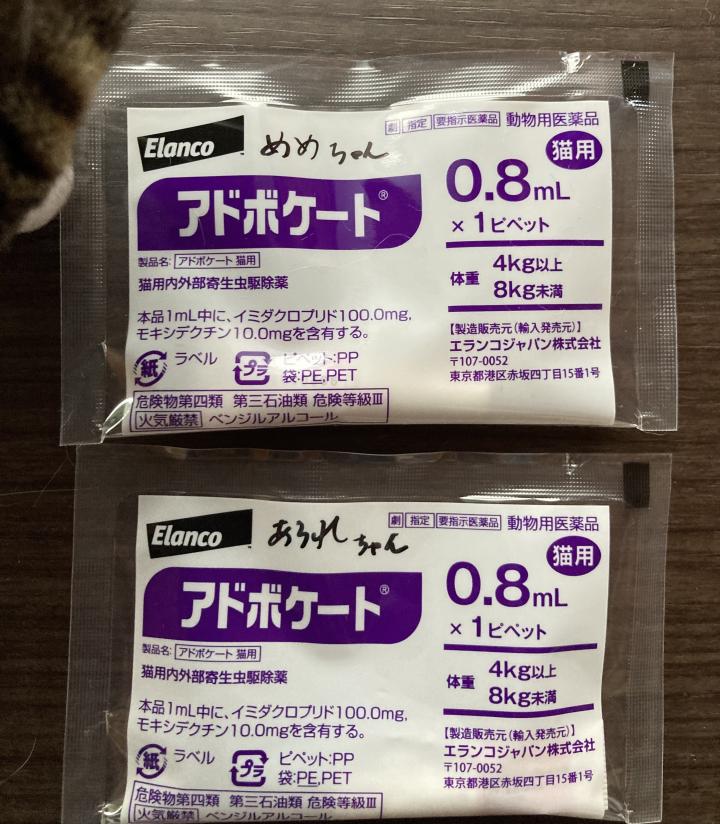 Elanco めめちゃん
劇 指定 要指示医薬品 動物用医薬品
猫用
アドボケート®
0.8mL
×1ピペット
製品名: アドボケート 猫用
猫用内外部寄生虫駆除薬
体重 4kg以上
8kg未満
本品1mL中に、イミダクロプリド100.0mg,
モキシデクチン10.0mgを含有する。
【製造販売元(輸入発売元)】
エランコジャパン株式会社
〒107-0052
東京都港区赤坂四丁目15番1号
紙 ラベル
プラ ピペット:PP
袋:PE,PET
危険物第四類 第三石油類 危険等級Ⅲ
火気厳禁 ベンジルアルコール
Elanco あられちゃん
劇 指定 要指示医薬品 動物用医薬品
猫用
アドボケート®
0.8mL
×1ピペット
製品名: アドボケート 猫用
猫用内外部寄生虫駆除薬
体重 4kg以上
8kg未満
本品1mL中に、イミダクロプリド100.0mg,
モキシデクチン10.0mgを含有する。
【製造販売元(輸入発売元)】
エランコジャパン株式会社
〒107-0052
東京都港区赤坂四丁目15番1号
紙 ラベル
プラ ピペット:PP
袋:PE,PET
危険物第四類 第三石油類 危険等級Ⅲ
火気厳禁 ベンジルアルコール